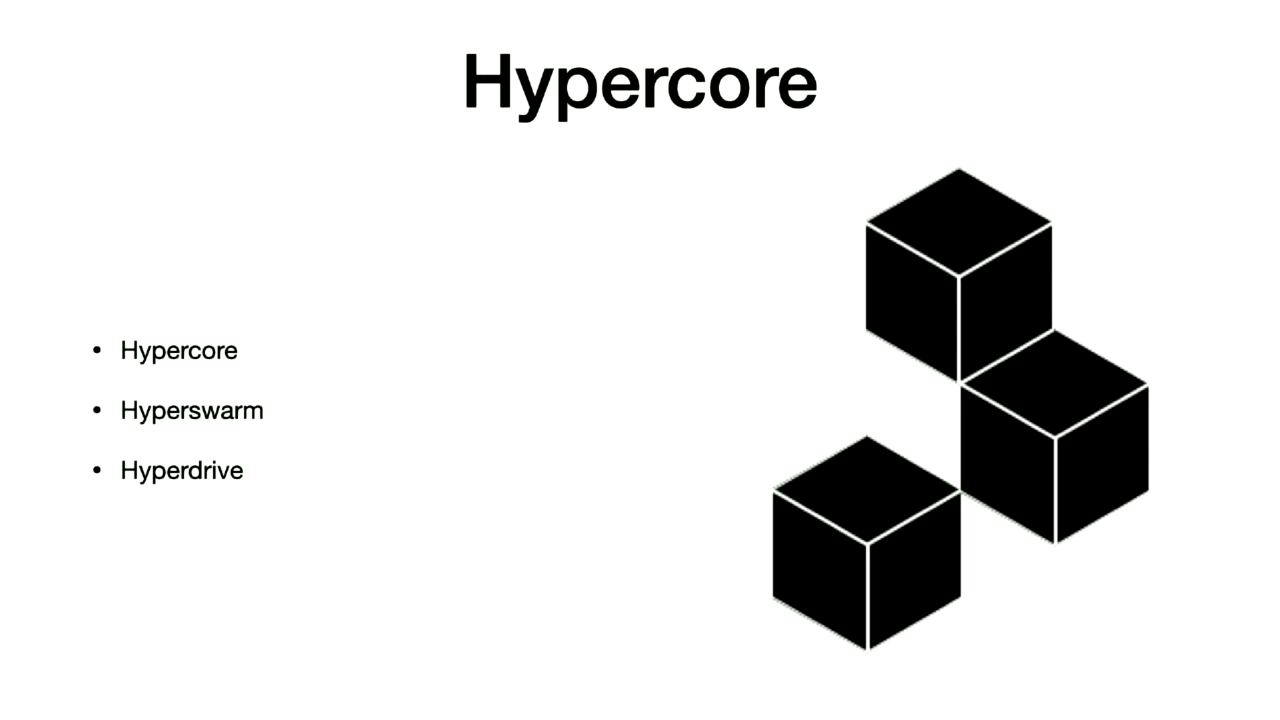 Hypercore
• Hypercore
• Hyperswarm
• Hyperdrive